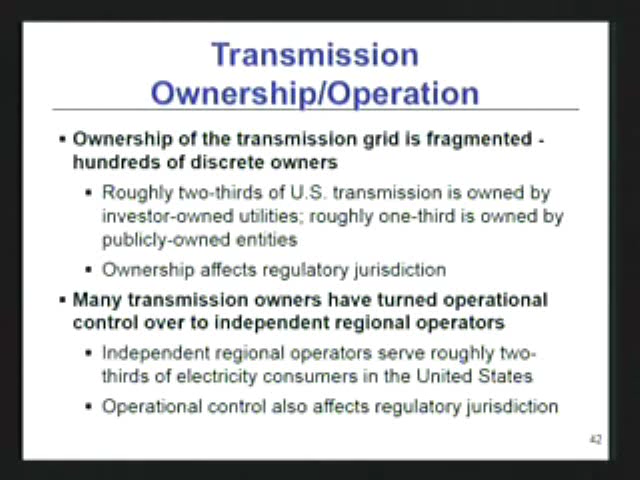 Transmission
Ownership/Operation
▪ Ownership of the transmission grid is fragmented -
hundreds of discrete owners
▪ Roughly two-thirds of U.S. transmission is owned by
investor-owned utilities; roughly one-third is owned by
publicly-owned entities
▪ Ownership affects regulatory jurisdiction
▪ Many transmission owners have turned operational
control over to independent regional operators
▪ Independent regional operators serve roughly two-
thirds of electricity consumers in the United States
▪ Operational control also affects regulatory jurisdiction
42